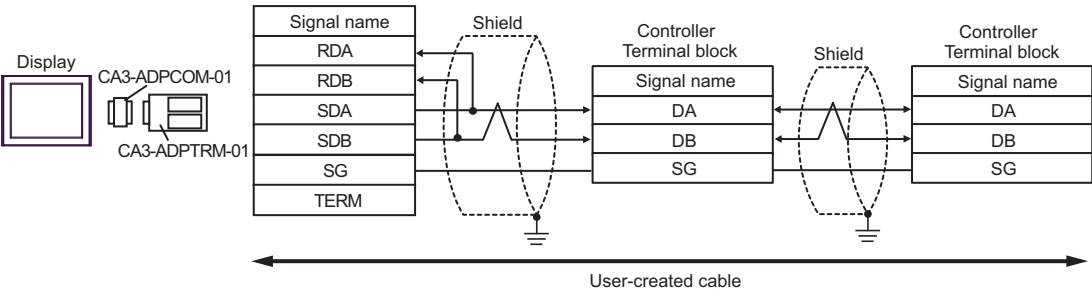 Display
CA3-ADPCOM-01
CA3-ADPTRM-01
Signal name
RDA
RDB
SDA
SDB
SG
TERM
Shield
Controller
Terminal block
Signal name
DA
DB
SG
Shield
Controller
Terminal block
Signal name
DA
DB
SG
User-created cable